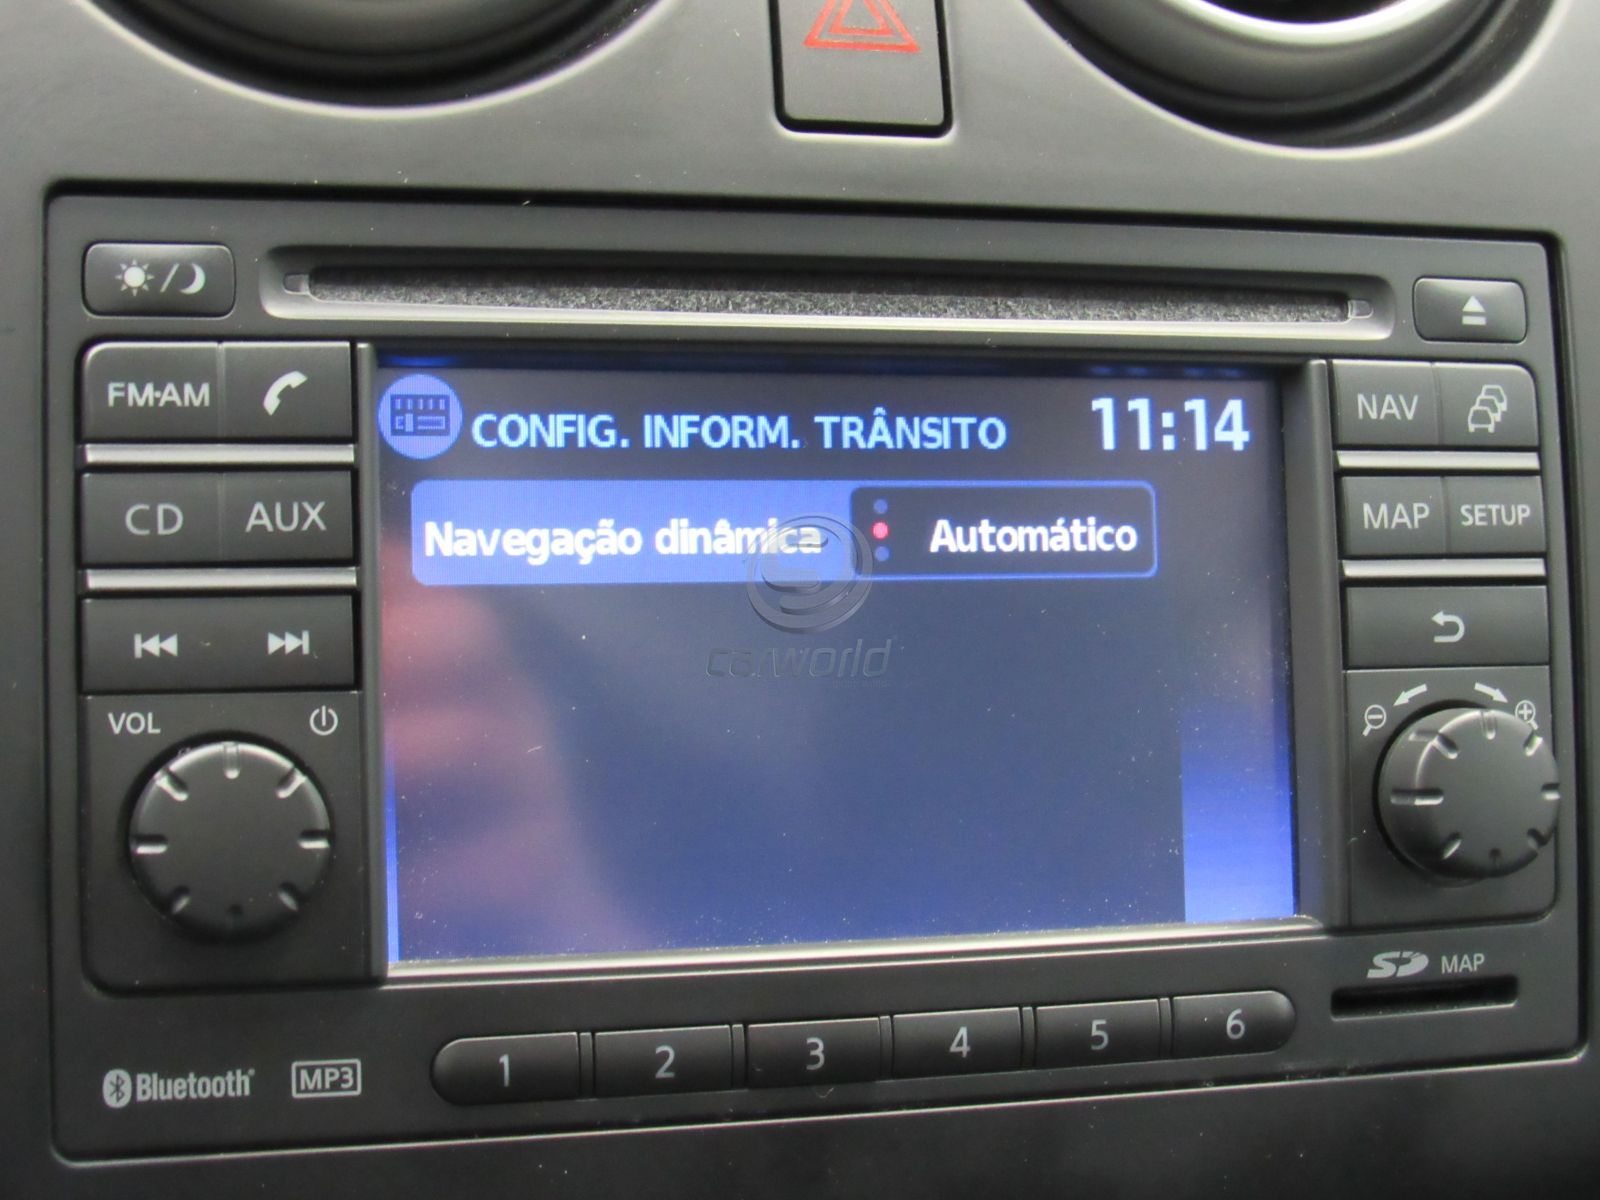 FM·AM
CONFIG. INFORM. TRÂNSITO 11:14
NAV
CD AUX
Navegação dinâmica Automático
MAP SETUP
carworld
VOL
SD MAP
1 2 3 4 5 6
Bluetooth MP3